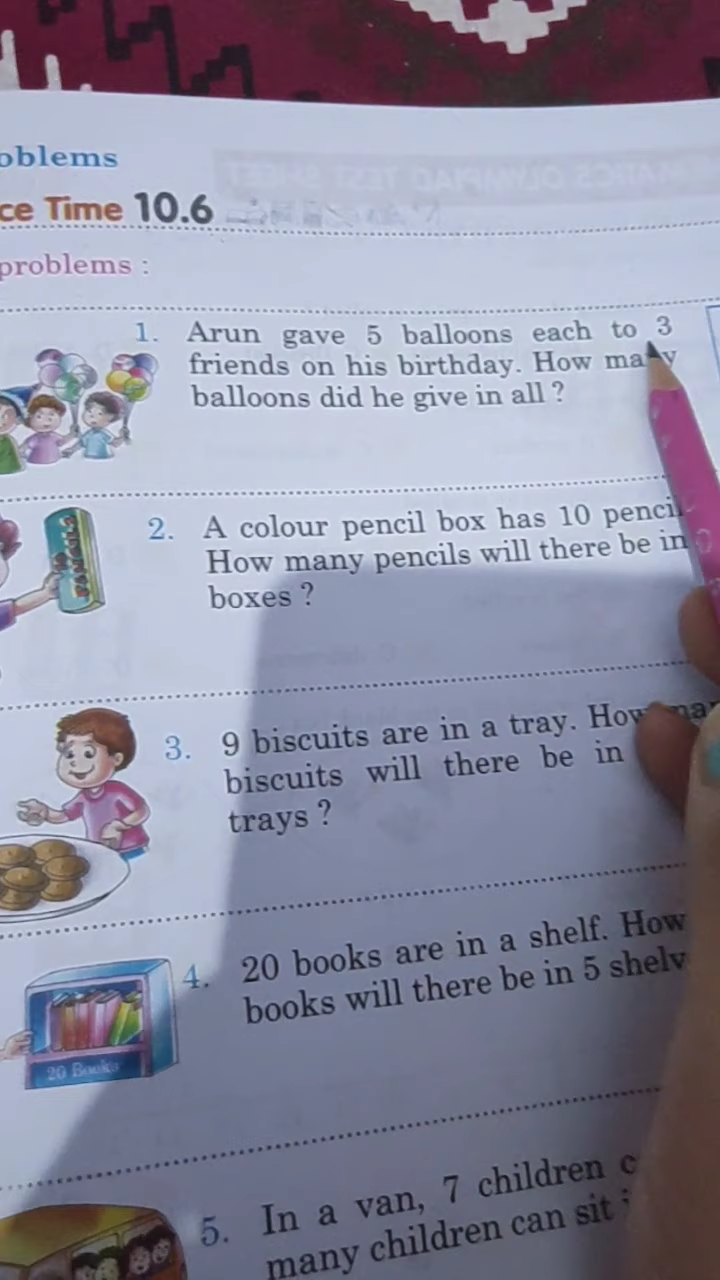 oblems
ce Time 10.6
problems :
1. Arun gave 5 balloons each to 3
friends on his birthday. How many
balloons did he give in all ?
2. A colour pencil box has 10 pencil
How many pencils will there be in
boxes ?
3. 9 biscuits are in a tray. How
biscuits will there be in
trays ?
4. 20 books are in a shelf. How
books will there be in 5 shelv
20 Books
5. In a van, 7 children c
many children can sit